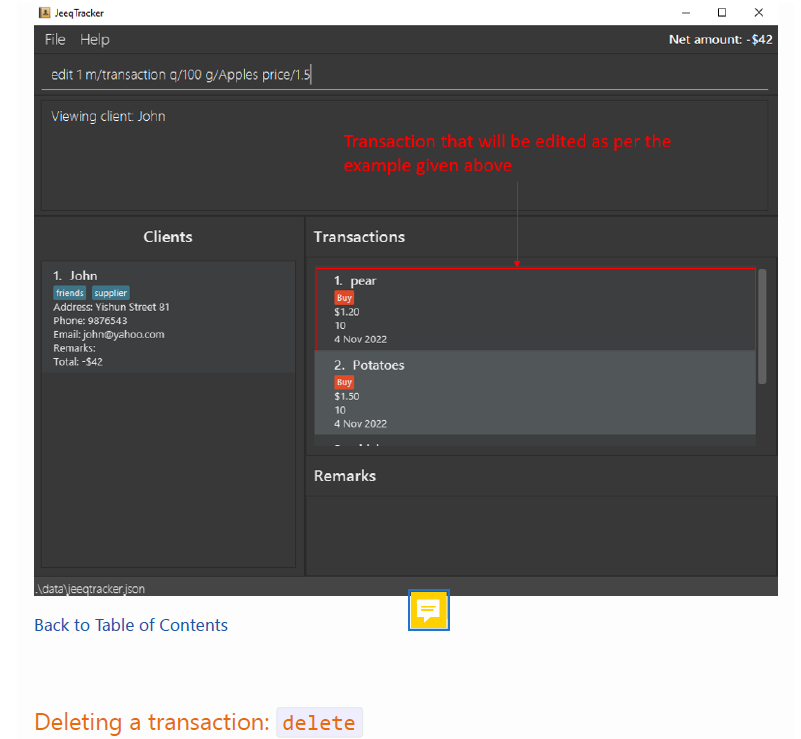 JeeqTracker
File Help
Net amount: -$42
edit 1 m/transaction q/100 g/Apples price/1.5
Viewing client: John
Transaction that will be edited as per the
example given above
Clients
1. John
friends supplier
Address: Yishun Street 81
Phone: 9876543
Email: john@yahoo.com
Remarks:
Total: -$42
Transactions
1. pear
Buy
$1.20
10
4 Nov 2022
2. Potatoes
Buy
$1.50
10
4 Nov 2022
Remarks
.\data\jeeqtracker.json
Back to Table of Contents
Deleting a transaction: delete